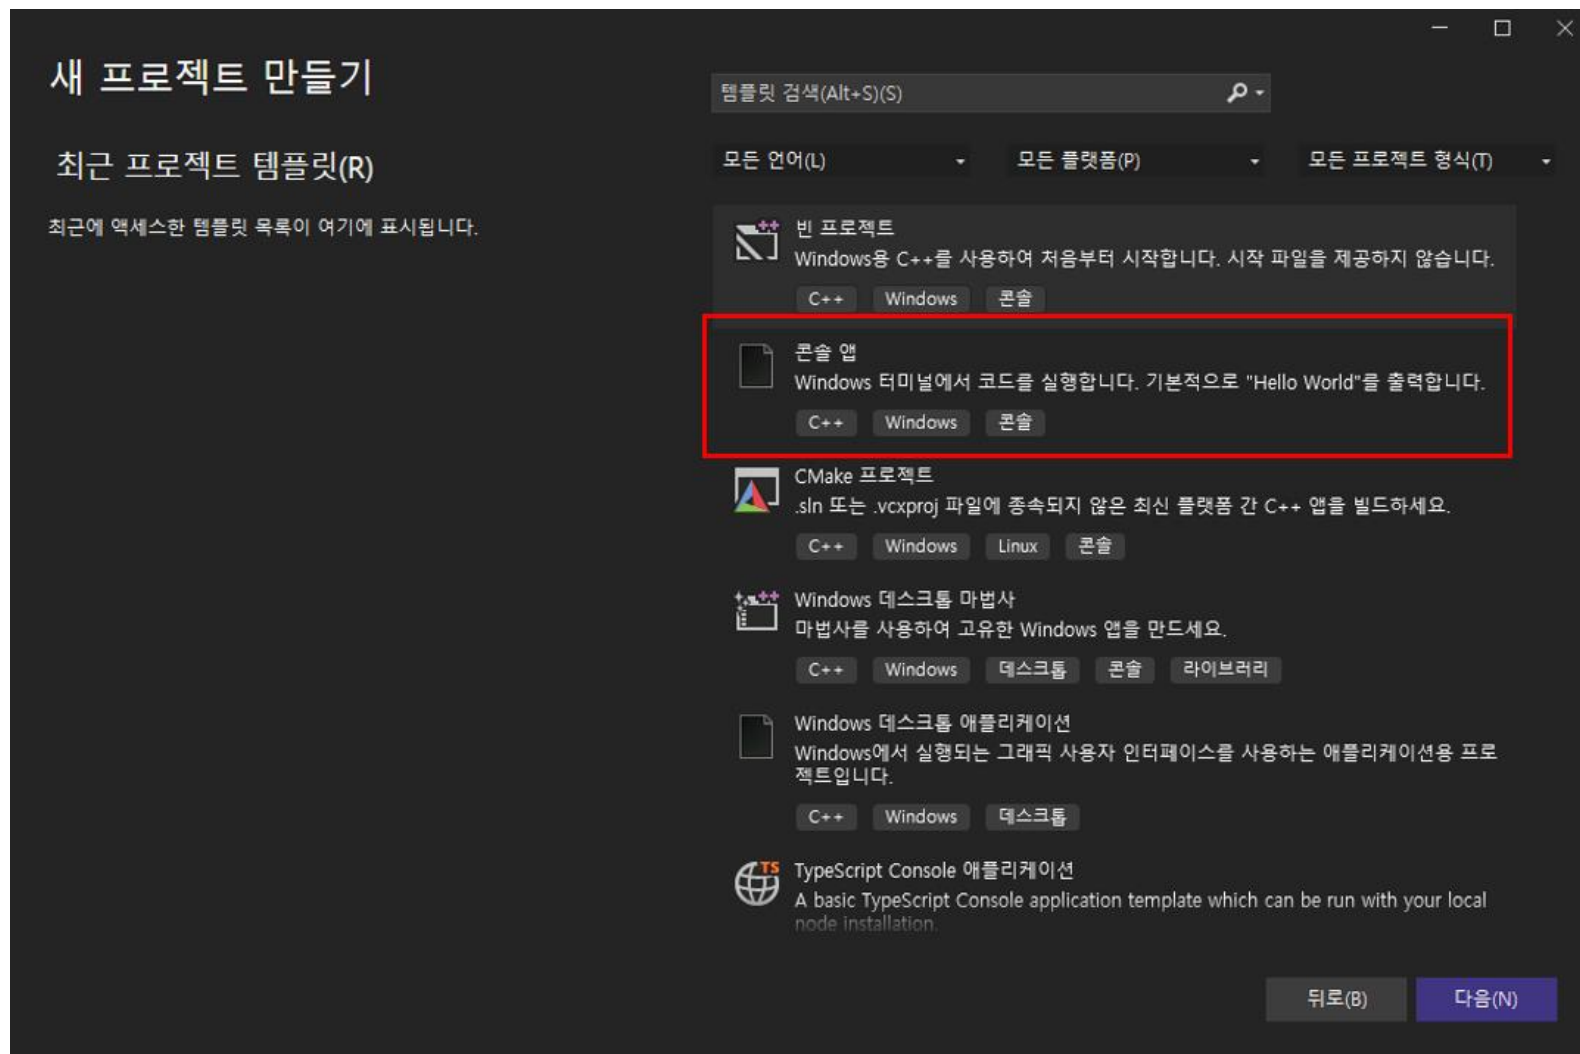 새 프로젝트 만들기
최근 프로젝트 템플릿(R)
최근에 액세스한 템플릿 목록이 여기에 표시됩니다.
템플릿 검색(Alt+S)(S)
모든 언어(L) 모든 플랫폼(P) 모든 프로젝트 형식(T)
빈 프로젝트
Windows용 C++를 사용하여 처음부터 시작합니다. 시작 파일을 제공하지 않습니다.
C++ Windows 콘솔
콘솔 앱
Windows 터미널에서 코드를 실행합니다. 기본적으로 "Hello World"를 출력합니다.
C++ Windows 콘솔
CMake 프로젝트
.sln 또는 .vcxproj 파일에 종속되지 않은 최신 플랫폼 간 C++ 앱을 빌드하세요.
C++ Windows Linux 콘솔
Windows 데스크톱 마법사
마법사를 사용하여 고유한 Windows 앱을 만드세요.
C++ Windows 데스크톱 콘솔 라이브러리
Windows 데스크톱 애플리케이션
Windows에서 실행되는 그래픽 사용자 인터페이스를 사용하는 애플리케이션용 프로
젝트입니다.
C++ Windows 데스크톱
TS
TypeScript Console 애플리케이션
A basic TypeScript Console application template which can be run with your local
node installation.
뒤로(B) 다음(N)